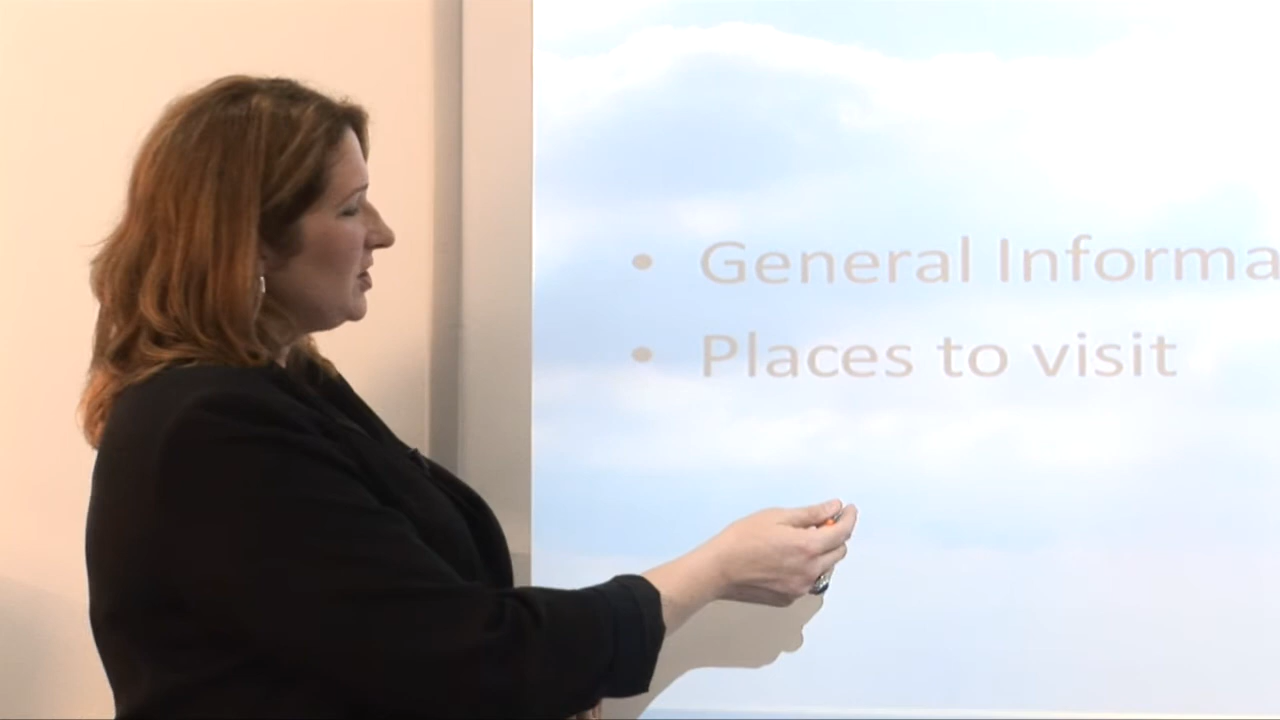 • General Informa
• Places to visit